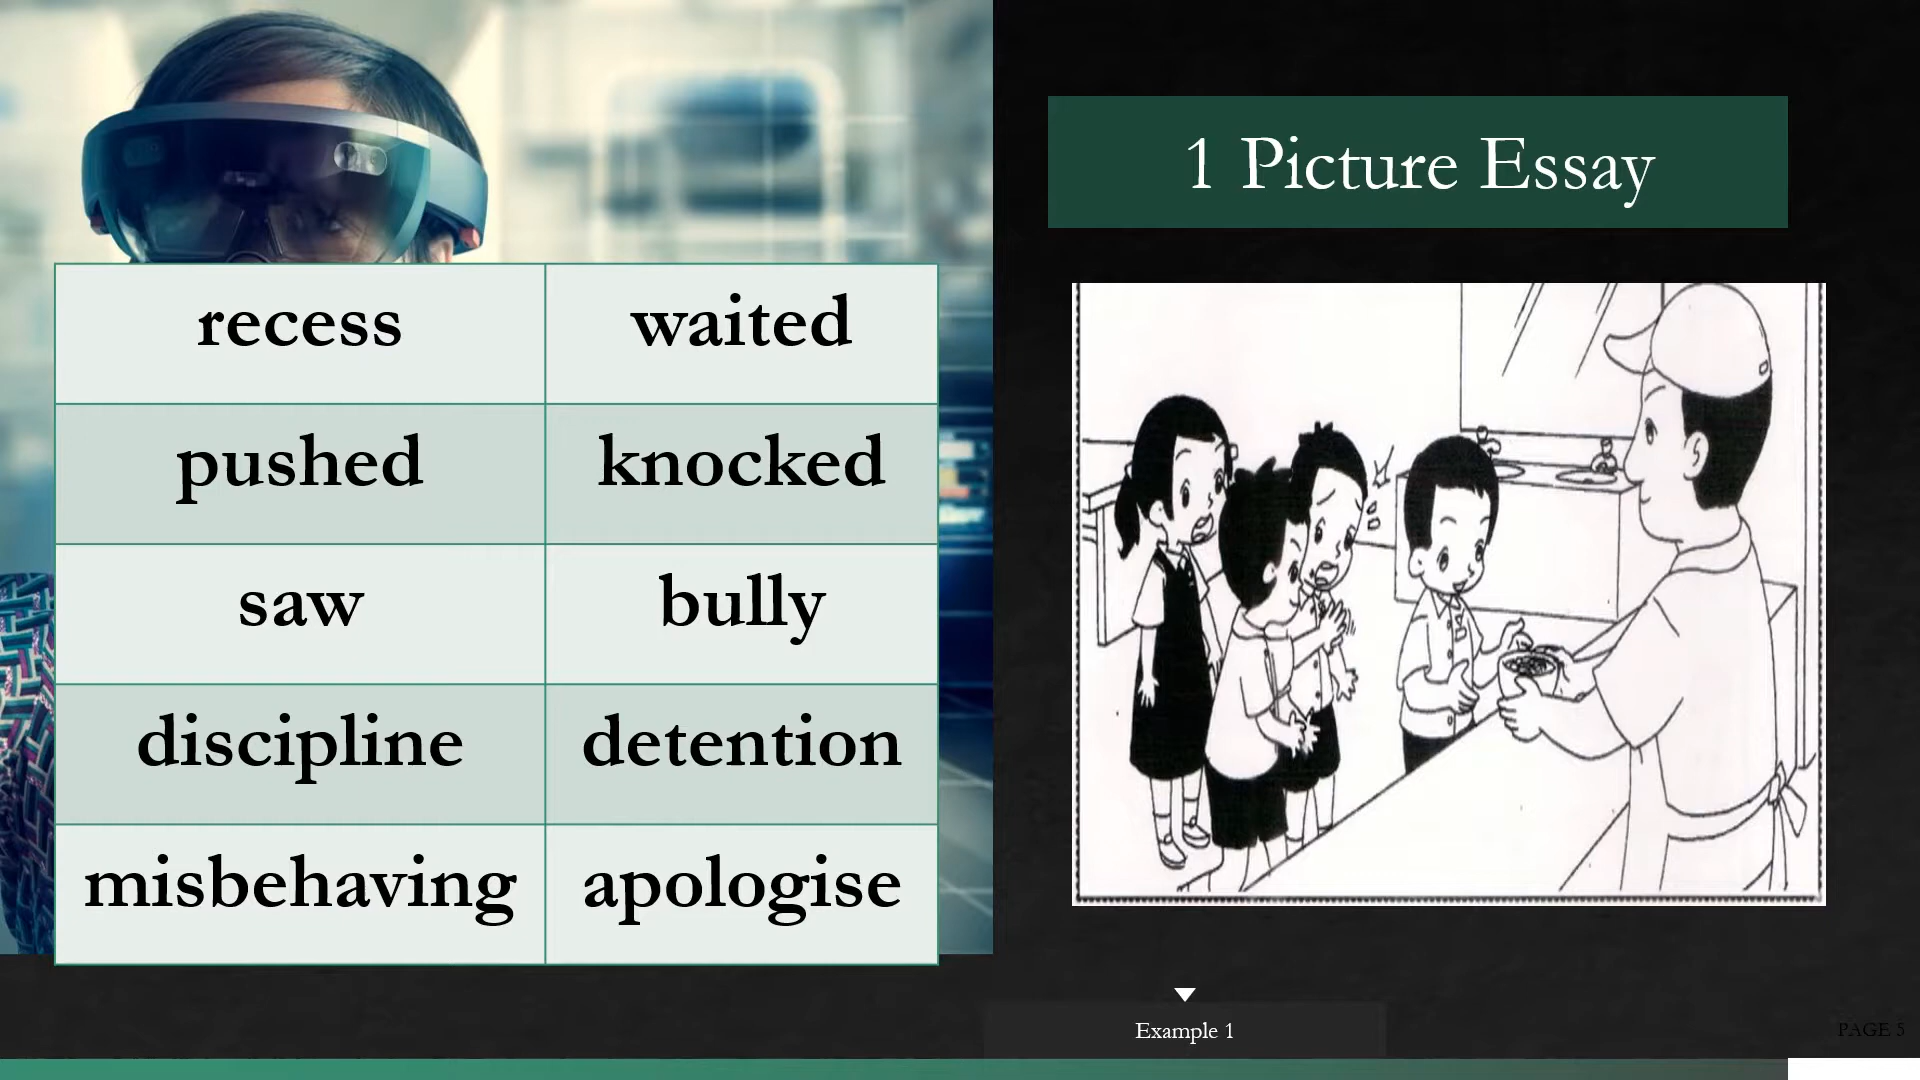 1 Picture Essay
recess waited
pushed knocked
saw bully
discipline detention
misbehaving apologise
Example 1
PAGE 5